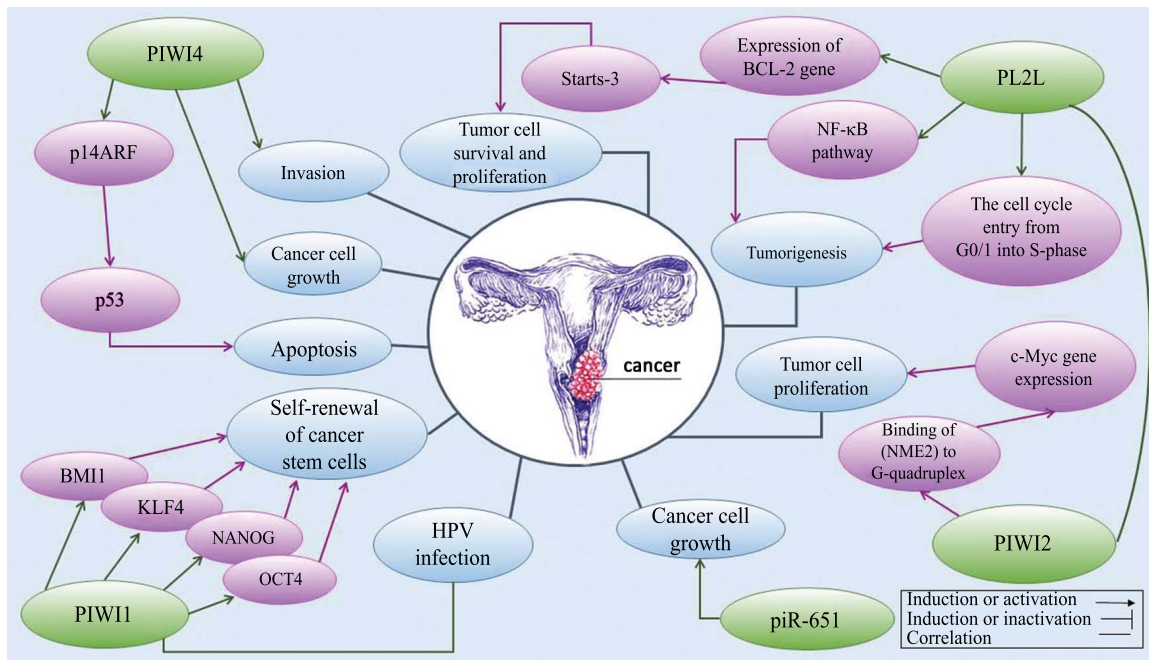 PIWI4
p14ARF
p53
Invasion
Cancer cell
growth
Apoptosis
Self-renewal
of cancer
stem cells
BMI1
KLF4
NANOG
OCT4
PIWI1
HPV
infection
Starts-3
Expression of
BCL-2 gene
PL2L
Tumor cell
survival and
proliferation
NF-κB
pathway
The cell cycle
entry from
G0/1 into S-phase
Tumorigenesis
cancer
Tumor cell
proliferation
c-Myc gene
expression
Binding of
(NME2) to
G-quadruplex
PIWI2
Cancer cell
growth
piR-651
Induction or activation
Induction or inactivation
Correlation